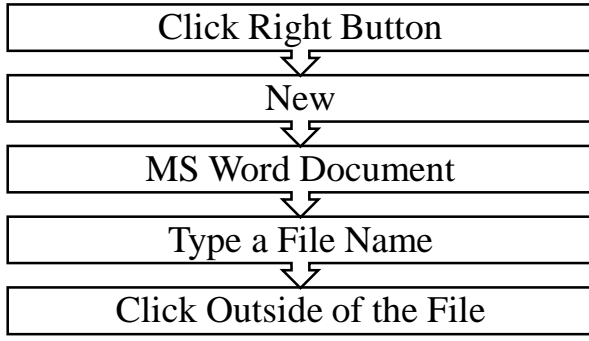 Click Right Button
New
MS Word Document
Type a File Name
Click Outside of the File